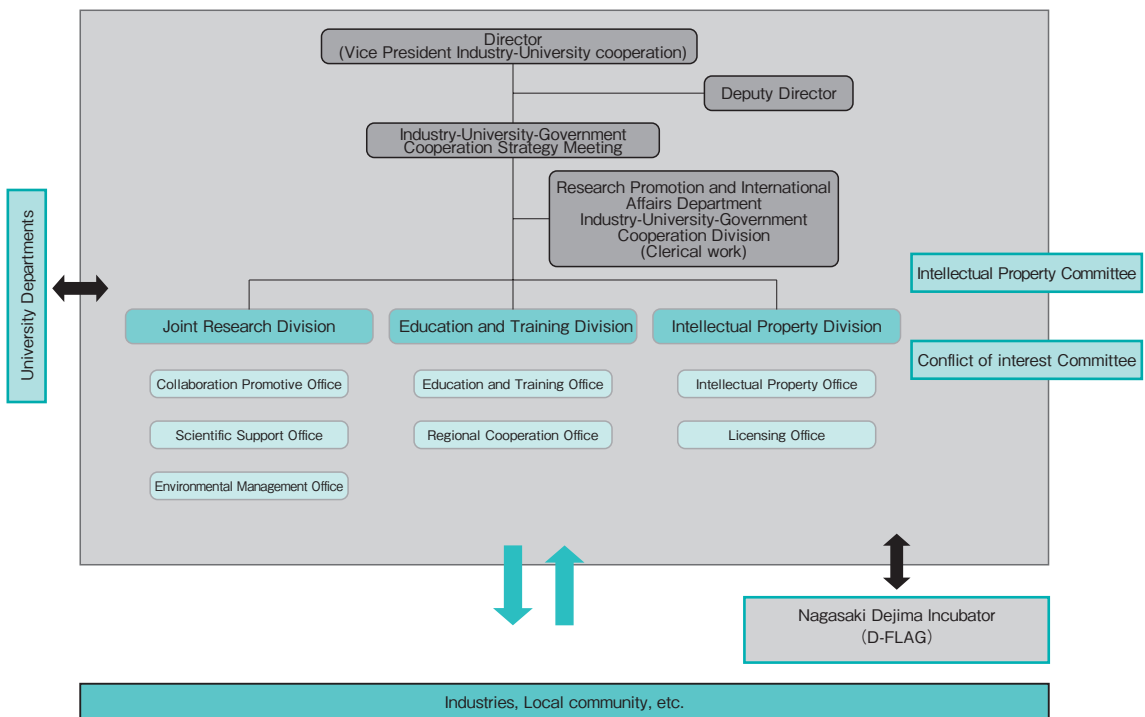 Director
(Vice President Industry-University cooperation)
Deputy Director
Industry-University-Government
Cooperation Strategy Meeting
Research Promotion and International
Affairs Department
Industry-University-Government
Cooperation Division
(Clerical work)
University Departments
Intellectual Property Committee
Conflict of interest Committee
Joint Research Division
Education and Training Division
Intellectual Property Division
Collaboration Promotive Office
Education and Training Office
Intellectual Property Office
Scientific Support Office
Regional Cooperation Office
Licensing Office
Environmental Management Office
Nagasaki Dejima Incubator
(D-FLAG)
Industries, Local community, etc.